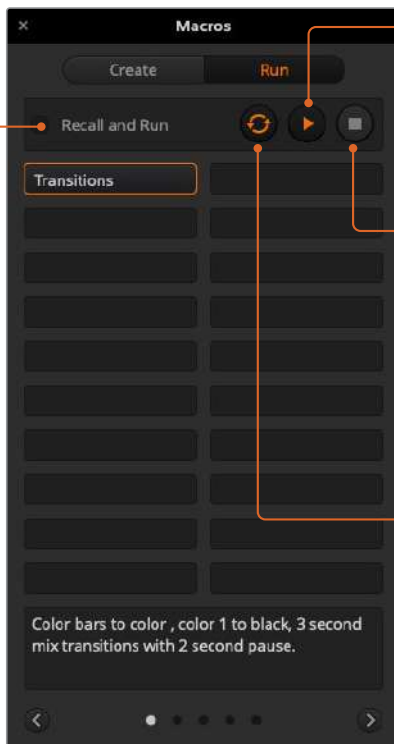 Macros
Create Run
Recall and Run
Transitions
Color bars to color , color 1 to black, 3 second
mix transitions with 2 second pause.